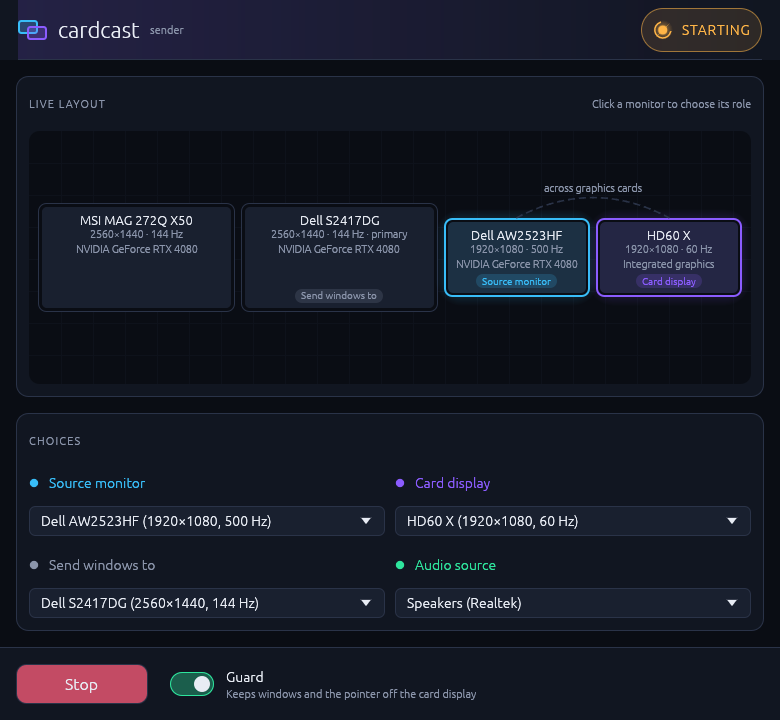 cardcast sender
STARTING
LIVE LAYOUT
Click a monitor to choose its role
across graphics cards
MSI MAG 272Q X50
2560×1440 · 144 Hz
NVIDIA GeForce RTX 4080
Dell S2417DG
2560×1440 · 144 Hz · primary
NVIDIA GeForce RTX 4080
Send windows to
Dell AW2523HF
1920×1080 · 500 Hz
NVIDIA GeForce RTX 4080
Source monitor
HD60 X
1920×1080 · 60 Hz
Integrated graphics
Card display
CHOICES
Source monitor
Dell AW2523HF (1920×1080, 500 Hz)
Card display
HD60 X (1920×1080, 60 Hz)
Send windows to
Dell S2417DG (2560×1440, 144 Hz)
Audio source
Speakers (Realtek)
Stop
Guard
Keeps windows and the pointer off the card display